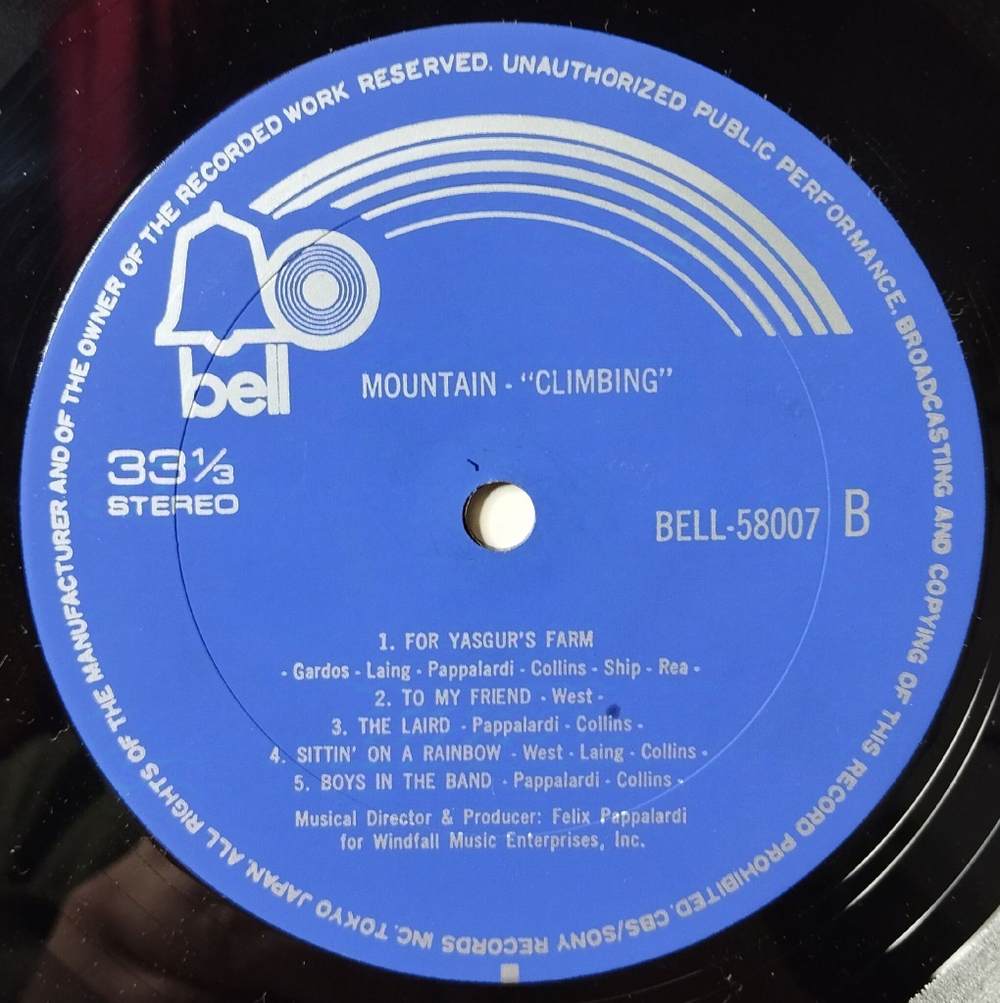 ALL RIGHTS OF THE MANUFACTURER AND OF THE OWNER OF THE RECORDED WORK RESERVED. UNAUTHORIZED PUBLIC PERFORMANCE, BROADCASTING AND COPYING OF THIS RECORD PROHIBITED. CBS/SONY RECORDS INC. TOKYO JAPAN.
bell
MOUNTAIN - "CLIMBING"
33 1/3
STEREO
BELL-58007 B
1. FOR YASGUR'S FARM
- Gardos - Laing - Pappalardi - Collins - Ship - Rea -
2. TO MY FRIEND - West -
3. THE LAIRD - Pappalardi - Collins -
4. SITTIN' ON A RAINBOW - West - Laing - Collins -
5. BOYS IN THE BAND - Pappalardi - Collins -
Musical Director & Producer: Felix Pappalardi
for Windfall Music Enterprises, Inc.